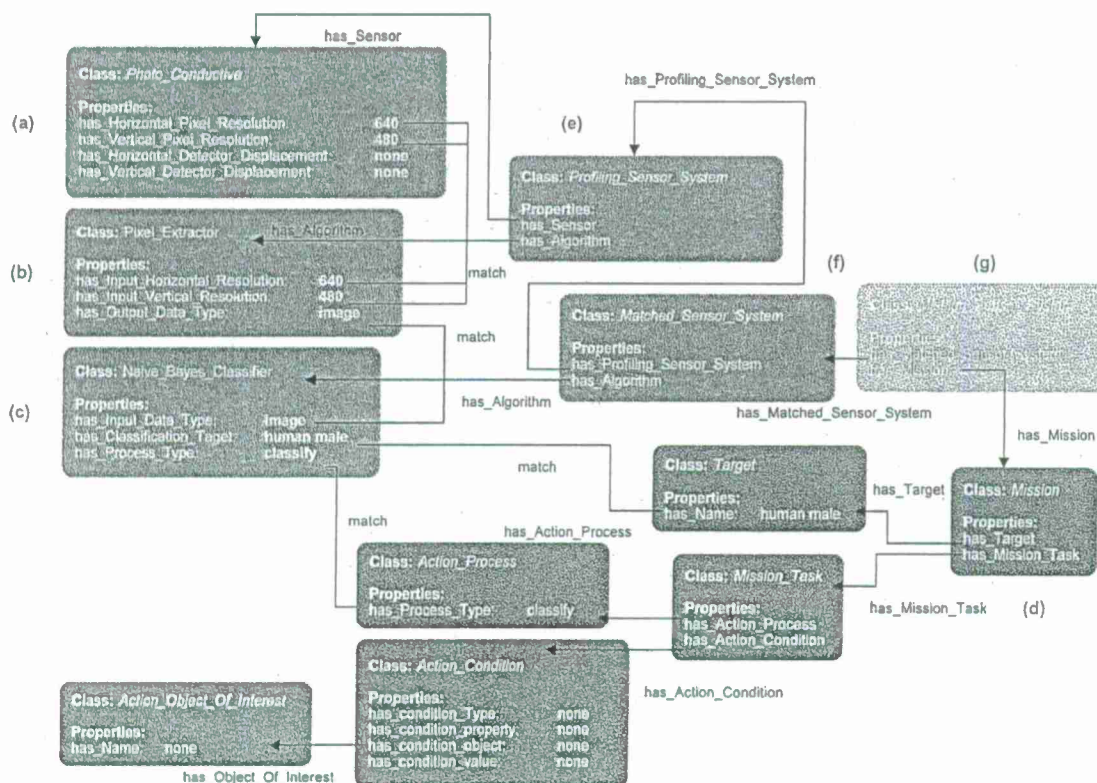 has_Sensor
(a)
Class: Photo_Conductive
Properties:
has_Horizontal_Pixel_Resolution: 640
has_Vertical_Pixel_Resolution: 480
has_Horizontal_Detector_Displacement: none
has_Vertical_Detector_Displacement: none
has_Profiling_Sensor_System
(e)
Class: Profiling_Sensor_System
Properties:
has_Sensor
has_Algorithm
(b)
Class: Pixel_Extractor
has_Algorithm
Properties:
has_Input_Horizontal_Resolution: 640
has_Input_Vertical_Resolution: 480
has_Output_Data_Type: image
match
match
(f)
Class: Matched_Sensor_System
Properties:
has_Profiling_Sensor_System
has_Algorithm
(g)
has_Matched_Sensor_System
has_Mission
(c)
Class: Naive_Bayes_Classifier
has_Algorithm
Properties:
has_Input_Data_Type: image
has_Classification_Taget: human male
has_Process_Type: classify
match
match
Class: Target
Properties:
has_Name: human male
has_Target
Class: Mission
Properties:
has_Target
has_Mission_Task
(d)
has_Action_Process
Class: Action_Process
Properties:
has_Process_Type: classify
Class: Mission_Task
Properties:
has_Action_Process
has_Action_Condition
has_Mission_Task
has_Action_Condition
Class: Action_Condition
Properties:
has_condition_Type: none
has_condition_property: none
has_condition_object: none
has_condition_value: none
Class: Action_Object_Of_Interest
Properties:
has_Name: none
has_Object_Of_Interest